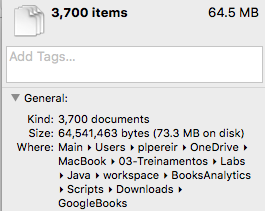 3,700 items 64.5 MB
Add Tags...
▼ General:
Kind: 3,700 documents
Size: 64,541,463 bytes (73.3 MB on disk)
Where: Main ▸ Users ▸ plpereir ▸ OneDrive ▸
MacBook ▸ 03-Treinamentos ▸ Labs
▸ Java ▸ workspace ▸ BooksAnalytics
▸ Scripts ▸ Downloads ▸
GoogleBooks